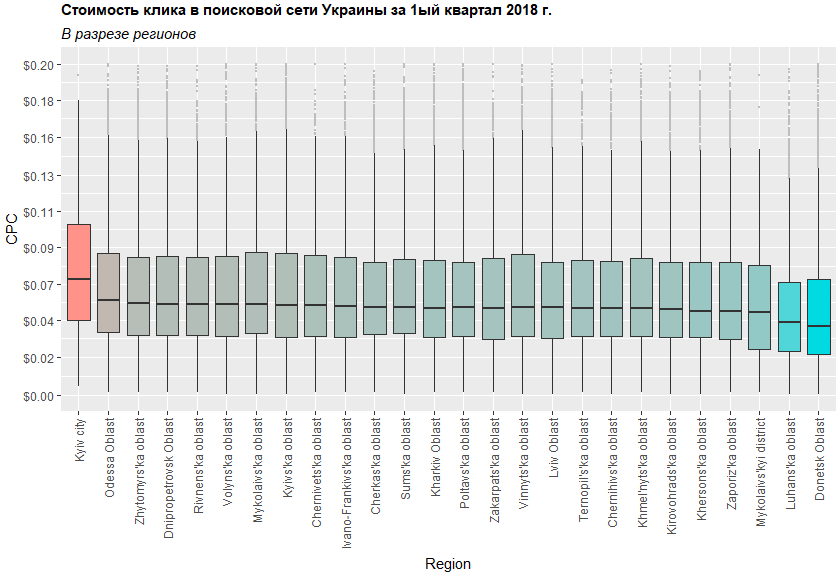 Стоимость клика в поисковой сети Украины за 1ый квартал 2018 г.
В разрезе регионов
CPC
$0.20
$0.18
$0.16
$0.13
$0.11
$0.09
$0.07
$0.04
$0.02
$0.00
Kyiv city
Odessa Oblast
Zhytomyrs'ka oblast
Dnipropetrovsk Oblast
Rivnens'ka oblast
Volyns'ka oblast
Mykolaivs'ka oblast
Kyivs'ka oblast
Chernivets'ka oblast
Ivano-Frankivs'ka oblast
Cherkas'ka oblast
Sums'ka oblast
Kharkiv Oblast
Poltavs'ka oblast
Zakarpats'ka oblast
Vinnyts'ka oblast
Lviv Oblast
Ternopil's'ka oblast
Chernihivs'ka oblast
Khmel'nyts'ka oblast
Kirovohrads'ka oblast
Khersons'ka oblast
Zaporiz'ka oblast
Mykolaivs'kyi district
Luhans'ka oblast
Donetsk Oblast
Region